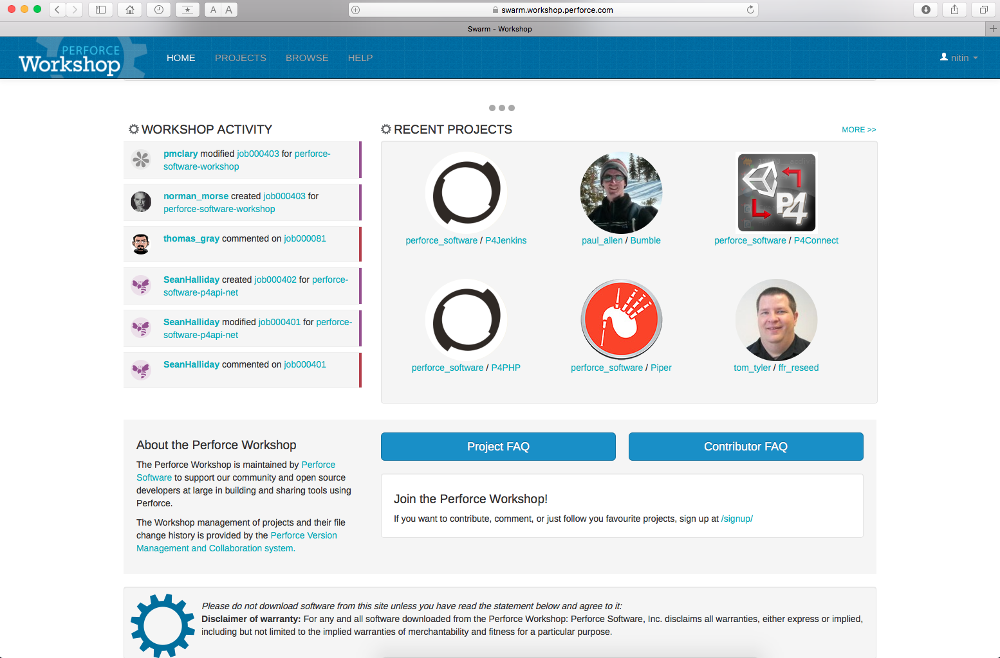 A A
swarm.workshop.perforce.com
Swarm - Workshop
PERFORCE
Workshop
HOME PROJECTS BROWSE HELP
nitin
WORKSHOP ACTIVITY
pmclary modified job000403 for perforce-
software-workshop
norman_morse created job000403 for
perforce-software-workshop
thomas_gray commented on job000081
SeanHalliday created job000402 for perforce-
software-p4api-net
SeanHalliday modified job000401 for perforce-
software-p4api-net
SeanHalliday commented on job000401
RECENT PROJECTS
MORE >>
P4
perforce_software / P4Jenkins
paul_allen / Bumble
perforce_software / P4Connect
perforce_software / P4PHP
perforce_software / Piper
tom_tyler / ffr_reseed
About the Perforce Workshop
The Perforce Workshop is maintained by Perforce
Software to support our community and open source
developers at large in building and sharing tools using
Perforce.
The Workshop management of projects and their file
change history is provided by the Perforce Version
Management and Collaboration system.
Project FAQ
Contributor FAQ
Join the Perforce Workshop!
If you want to contribute, comment, or just follow you favourite projects, sign up at /signup/
Please do not download software from this site unless you have read the statement below and agree to it:
Disclaimer of warranty: For any and all software downloaded from the Perforce Workshop: Perforce Software, Inc. disclaims all warranties, either express or implied,
including but not limited to the implied warranties of merchantability and fitness for a particular purpose.